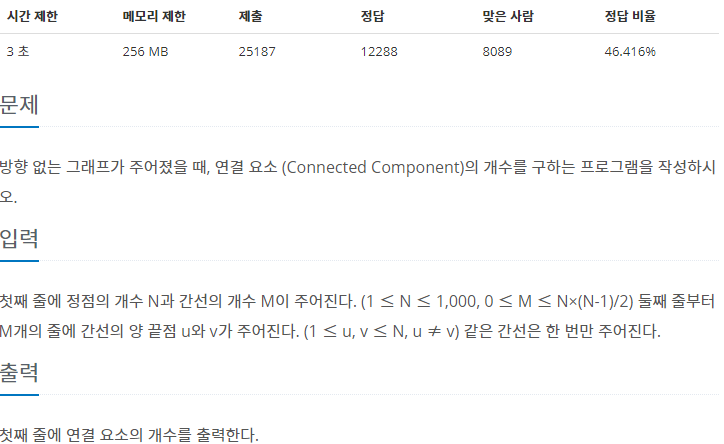 시간 제한 메모리 제한 제출 정답 맞은 사람 정답 비율
3 초 256 MB 25187 12288 8089 46.416%
문제
방향 없는 그래프가 주어졌을 때, 연결 요소 (Connected Component)의 개수를 구하는 프로그램을 작성하시
오.
입력
첫째 줄에 정점의 개수 N과 간선의 개수 M이 주어진다. (1 ≤ N ≤ 1,000, 0 ≤ M ≤ N×(N-1)/2) 둘째 줄부터
M개의 줄에 간선의 양 끝점 u와 v가 주어진다. (1 ≤ u, v ≤ N, u ≠ v) 같은 간선은 한 번만 주어진다.
출력
첫째 줄에 연결 요소의 개수를 출력한다.